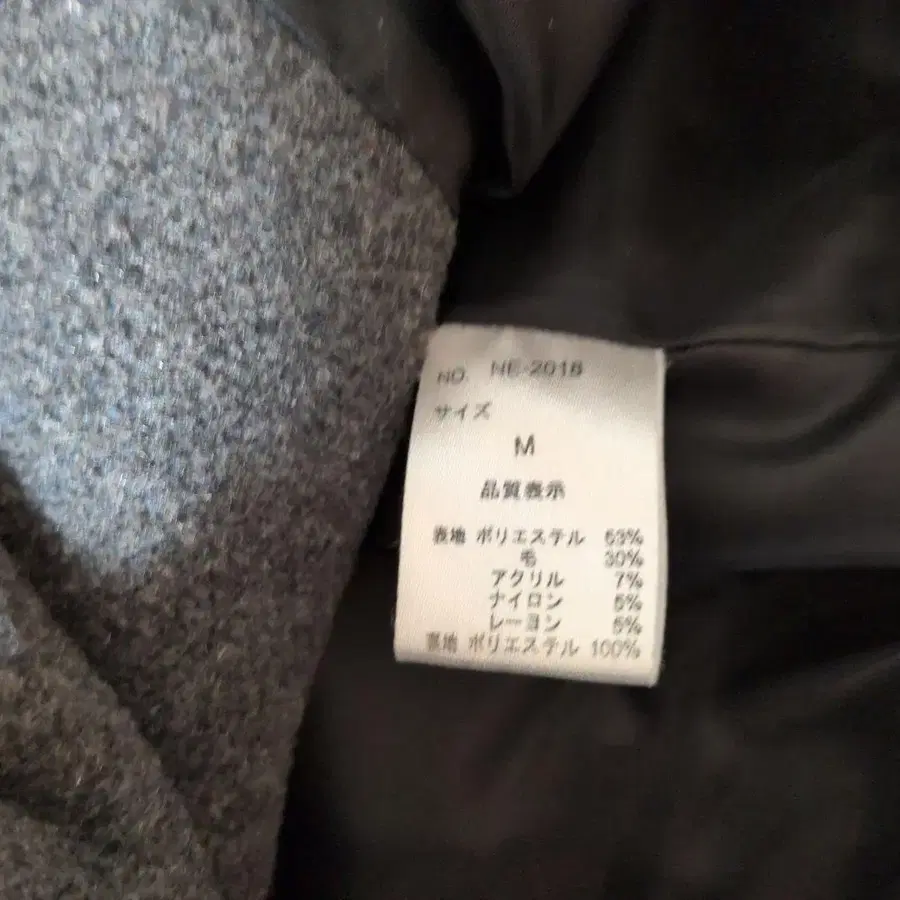 NO. NE-2018
サイズ
M
品質表示
表地 ポリエステル 53%
毛 30%
アクリル 7%
ナイロン 5%
レーヨン 5%
裏地 ポリエステル 100%